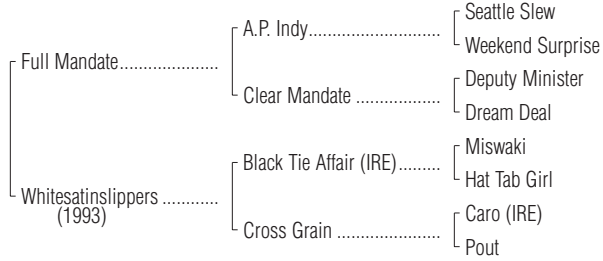 Seattle Slew
A.P. Indy.............................
Weekend Surprise
Full Mandate.....................
Deputy Minister
Clear Mandate ..................
Dream Deal
Miswaki
Black Tie Affair (IRE).........
Hat Tab Girl
Whitesatinslippers ............
(1993)
Caro (IRE)
Cross Grain ......................
Pout